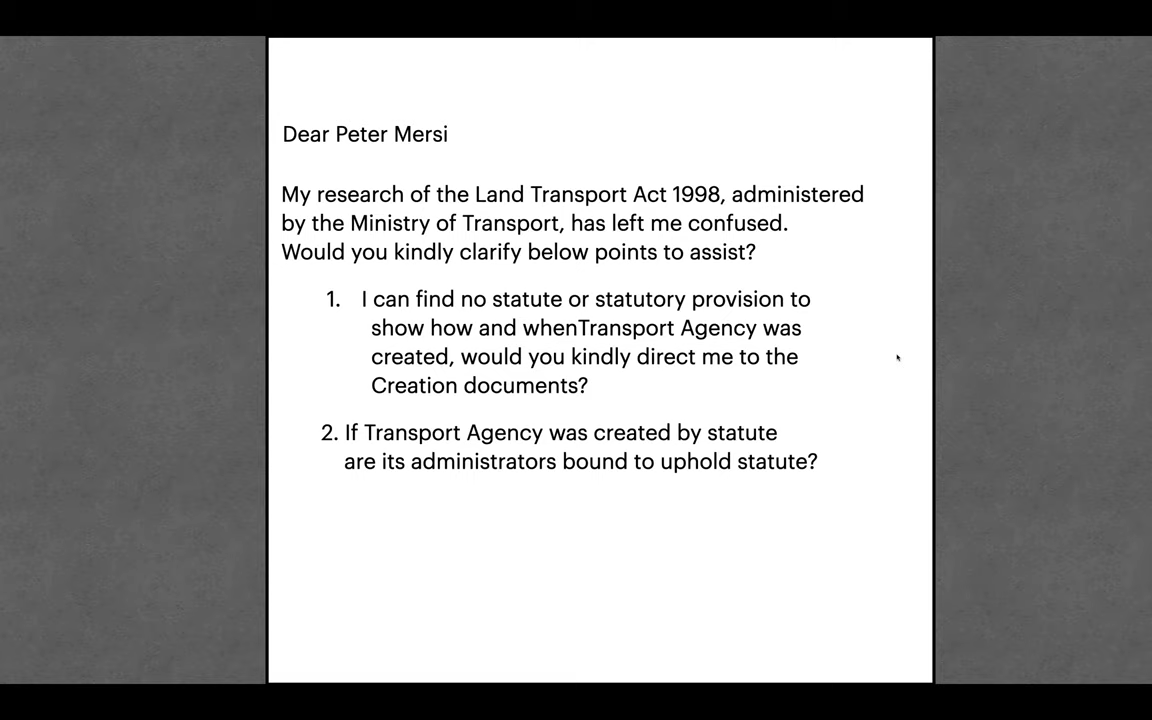 Dear Peter Mersi
My research of the Land Transport Act 1998, administered
by the Ministry of Transport, has left me confused.
Would you kindly clarify below points to assist?
1. I can find no statute or statutory provision to
show how and whenTransport Agency was
created, would you kindly direct me to the
Creation documents?
2. If Transport Agency was created by statute
are its administrators bound to uphold statute?